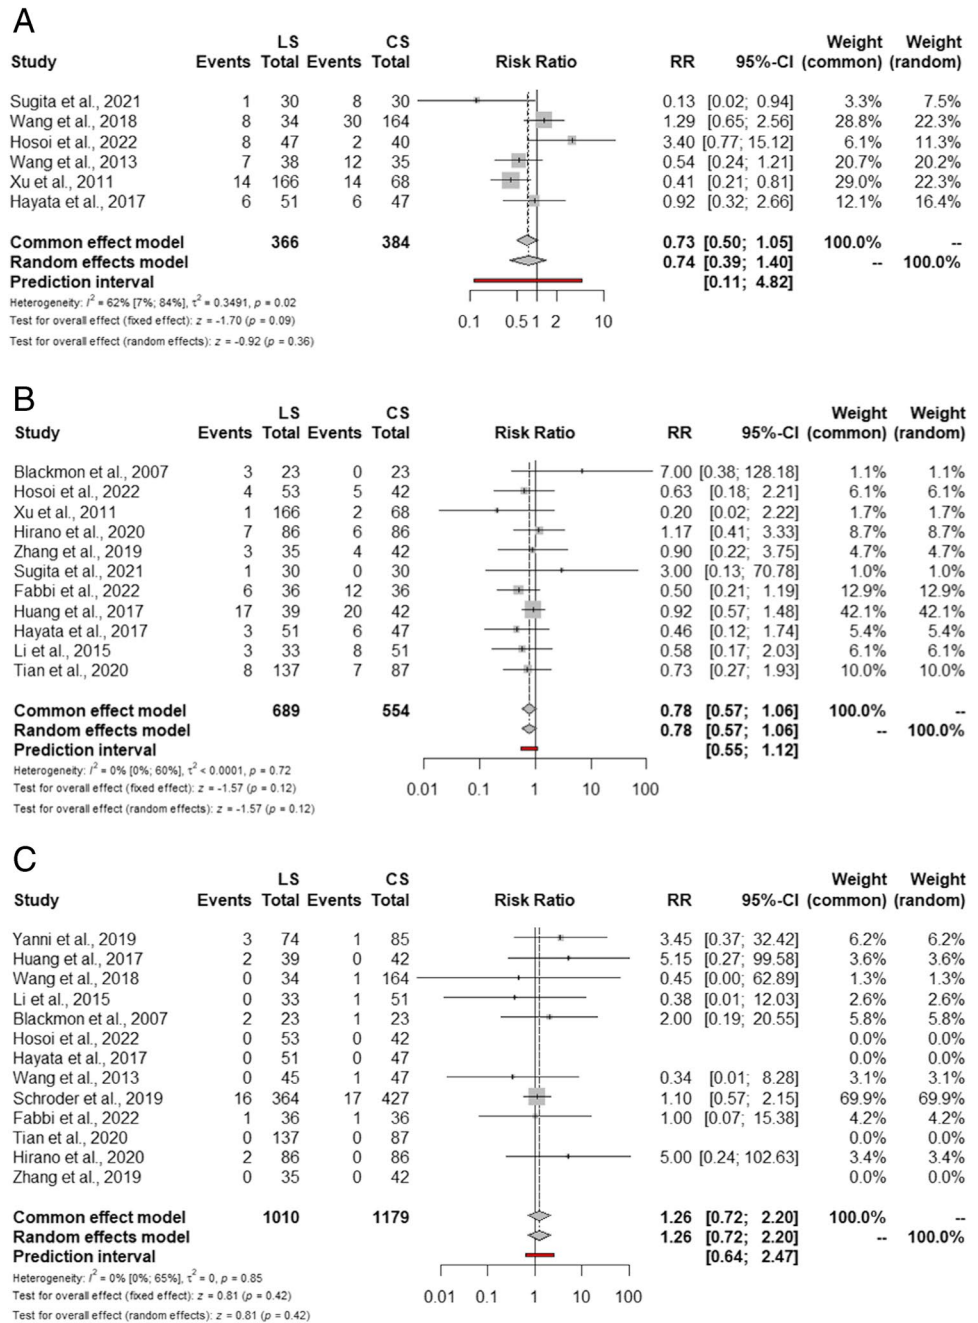 A
LS CS Weight Weight
Study Events Total Events Total Risk Ratio RR 95%-CI (common) (random)
Sugita et al., 2021 1 30 8 30 0.13 [0.02; 0.94] 3.3% 7.5%
Wang et al., 2018 8 34 30 164 1.29 [0.65; 2.56] 28.8% 22.3%
Hosoi et al., 2022 8 47 2 40 3.40 [0.77; 15.12] 6.1% 11.3%
Wang et al., 2013 7 38 12 35 0.54 [0.24; 1.21] 20.7% 20.2%
Xu et al., 2011 14 166 14 68 0.41 [0.21; 0.81] 29.0% 22.3%
Hayata et al., 2017 6 51 6 47 0.92 [0.32; 2.66] 12.1% 16.4%
Common effect model 366 384 0.73 [0.50; 1.05] 100.0% --
Random effects model 0.74 [0.39; 1.40] -- 100.0%
Prediction interval [0.11; 4.82]
Heterogeneity: I² = 62% [7%; 84%], τ² = 0.3491, p = 0.02
Test for overall effect (fixed effect): z = -1.70 (p = 0.09)
0.1 0.5 1 2 10
Test for overall effect (random effects): z = -0.92 (p = 0.36)
B
LS CS Weight Weight
Study Events Total Events Total Risk Ratio RR 95%-CI (common) (random)
Blackmon et al., 2007 3 23 0 23 7.00 [0.38; 128.18] 1.1% 1.1%
Hosoi et al., 2022 4 53 5 42 0.63 [0.18; 2.21] 6.1% 6.1%
Xu et al., 2011 1 166 2 68 0.20 [0.02; 2.22] 1.7% 1.7%
Hirano et al., 2020 7 86 6 86 1.17 [0.41; 3.33] 8.7% 8.7%
Zhang et al., 2019 3 35 4 42 0.90 [0.22; 3.75] 4.7% 4.7%
Sugita et al., 2021 1 30 0 30 3.00 [0.13; 70.78] 1.0% 1.0%
Fabbi et al., 2022 6 36 12 36 0.50 [0.21; 1.19] 12.9% 12.9%
Huang et al., 2017 17 39 20 42 0.92 [0.57; 1.48] 42.1% 42.1%
Hayata et al., 2017 3 51 6 47 0.46 [0.12; 1.74] 5.4% 5.4%
Li et al., 2015 3 33 8 51 0.58 [0.17; 2.03] 6.1% 6.1%
Tian et al., 2020 8 137 7 87 0.73 [0.27; 1.93] 10.0% 10.0%
Common effect model 689 554 0.78 [0.57; 1.06] 100.0% --
Random effects model 0.78 [0.57; 1.06] -- 100.0%
Prediction interval [0.55; 1.12]
Heterogeneity: I² = 0% [0%; 60%], τ² < 0.0001, p = 0.72
Test for overall effect (fixed effect): z = -1.57 (p = 0.12)
0.01 0.1 1 10 100
Test for overall effect (random effects): z = -1.57 (p = 0.12)
C
LS CS Weight Weight
Study Events Total Events Total Risk Ratio RR 95%-CI (common) (random)
Yanni et al., 2019 3 74 1 85 3.45 [0.37; 32.42] 6.2% 6.2%
Huang et al., 2017 2 39 0 42 5.15 [0.27; 99.58] 3.6% 3.6%
Wang et al., 2018 0 34 1 164 0.45 [0.00; 62.89] 1.3% 1.3%
Li et al., 2015 0 33 1 51 0.38 [0.01; 12.03] 2.6% 2.6%
Blackmon et al., 2007 2 23 1 23 2.00 [0.19; 20.55] 5.8% 5.8%
Hosoi et al., 2022 0 53 0 42 0.0% 0.0%
Hayata et al., 2017 0 51 0 47 0.0% 0.0%
Wang et al., 2013 0 45 1 47 0.34 [0.01; 8.28] 3.1% 3.1%
Schroder et al., 2019 16 364 17 427 1.10 [0.57; 2.15] 69.9% 69.9%
Fabbi et al., 2022 1 36 1 36 1.00 [0.07; 15.38] 4.2% 4.2%
Tian et al., 2020 0 137 0 87 0.0% 0.0%
Hirano et al., 2020 2 86 0 86 5.00 [0.24; 102.63] 3.4% 3.4%
Zhang et al., 2019 0 35 0 42 0.0% 0.0%
Common effect model 1010 1179 1.26 [0.72; 2.20] 100.0% --
Random effects model 1.26 [0.72; 2.20] -- 100.0%
Prediction interval [0.64; 2.47]
Heterogeneity: I² = 0% [0%; 65%], τ² = 0, p = 0.85
Test for overall effect (fixed effect): z = 0.81 (p = 0.42)
0.01 0.1 1 10 100
Test for overall effect (random effects): z = 0.81 (p = 0.42)